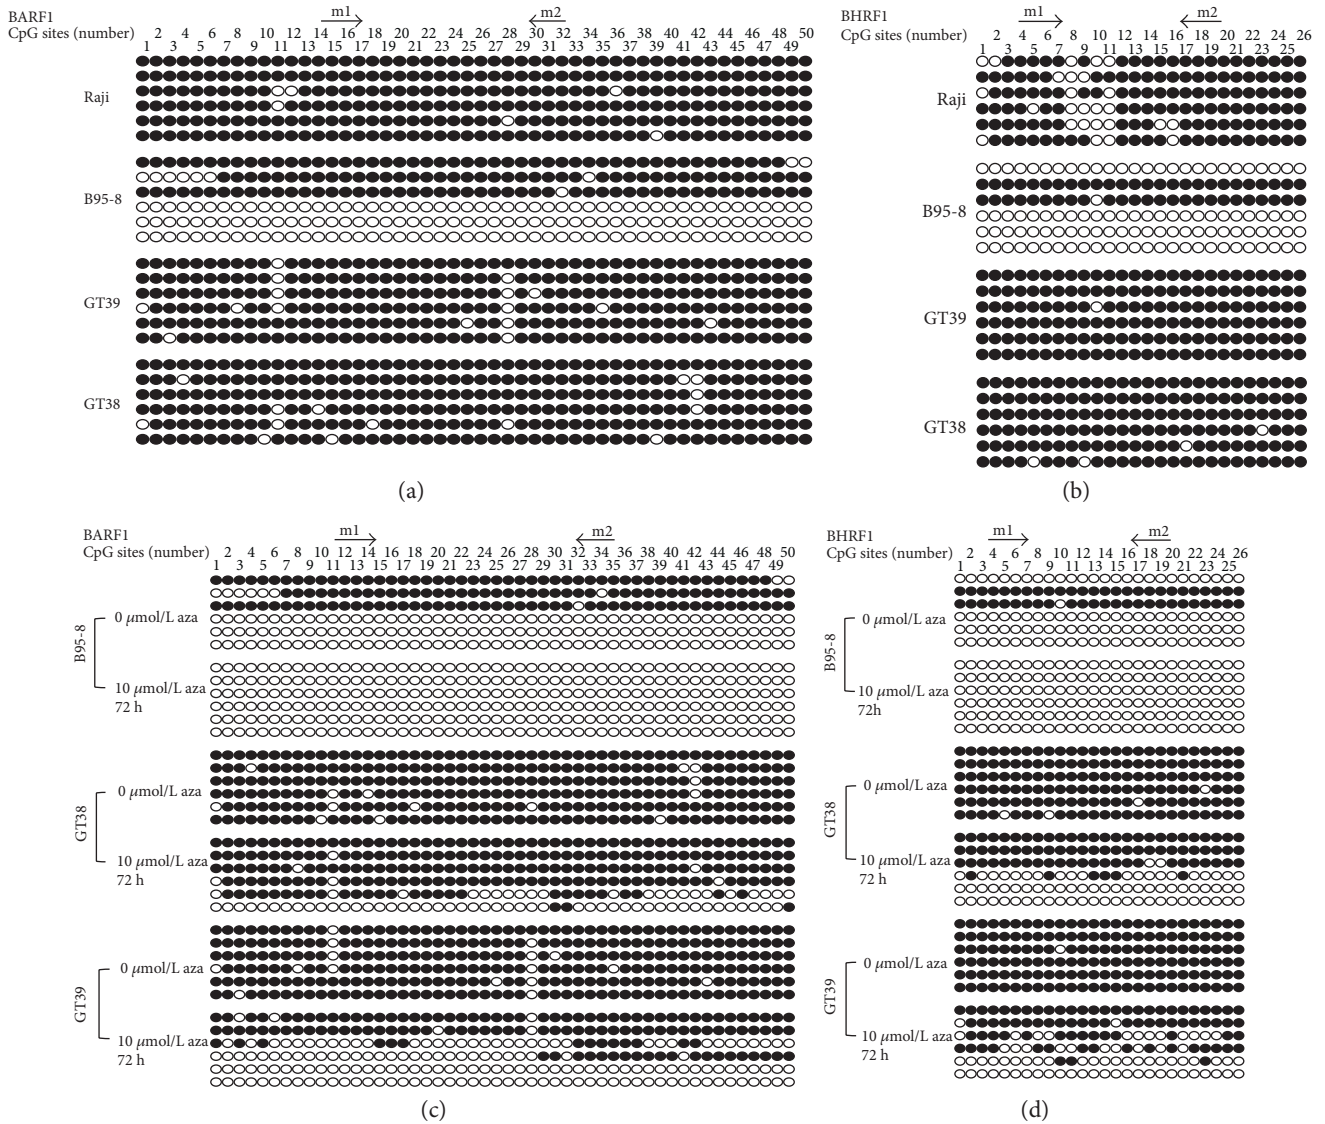 BARF1
m1 m2
CpG sites (number) 2 4 6 8 10 12 14 16 18 20 22 24 26 28 30 32 34 36 38 40 42 44 46 48 50
1 3 5 7 9 11 13 15 17 19 21 23 25 27 29 31 33 35 37 39 41 43 45 47 49
Raji
B95-8
GT39
GT38
(a)
BHRF1
m1 m2
CpG sites (number) 2 4 6 8 10 12 14 16 18 20 22 24 26
1 3 5 7 9 11 13 15 17 19 21 23 25
Raji
B95-8
GT39
GT38
(b)
BARF1
m1 m2
CpG sites (number) 2 4 6 8 10 12 14 16 18 20 22 24 26 28 30 32 34 36 38 40 42 44 46 48 50
1 3 5 7 9 11 13 15 17 19 21 23 25 27 29 31 33 35 37 39 41 43 45 47 49
B95-8
0 μmol/L aza
10 μmol/L aza
72 h
GT38
0 μmol/L aza
10 μmol/L aza
72 h
GT39
0 μmol/L aza
10 μmol/L aza
72 h
(c)
BHRF1
m1 m2
CpG sites (number) 2 4 6 8 10 12 14 16 18 20 22 24 26
1 3 5 7 9 11 13 15 17 19 21 23 25
B95-8
0 μmol/L aza
10 μmol/L aza
72h
GT38
0 μmol/L aza
10 μmol/L aza
72 h
GT39
0 μmol/L aza
10 μmol/L aza
72 h
(d)